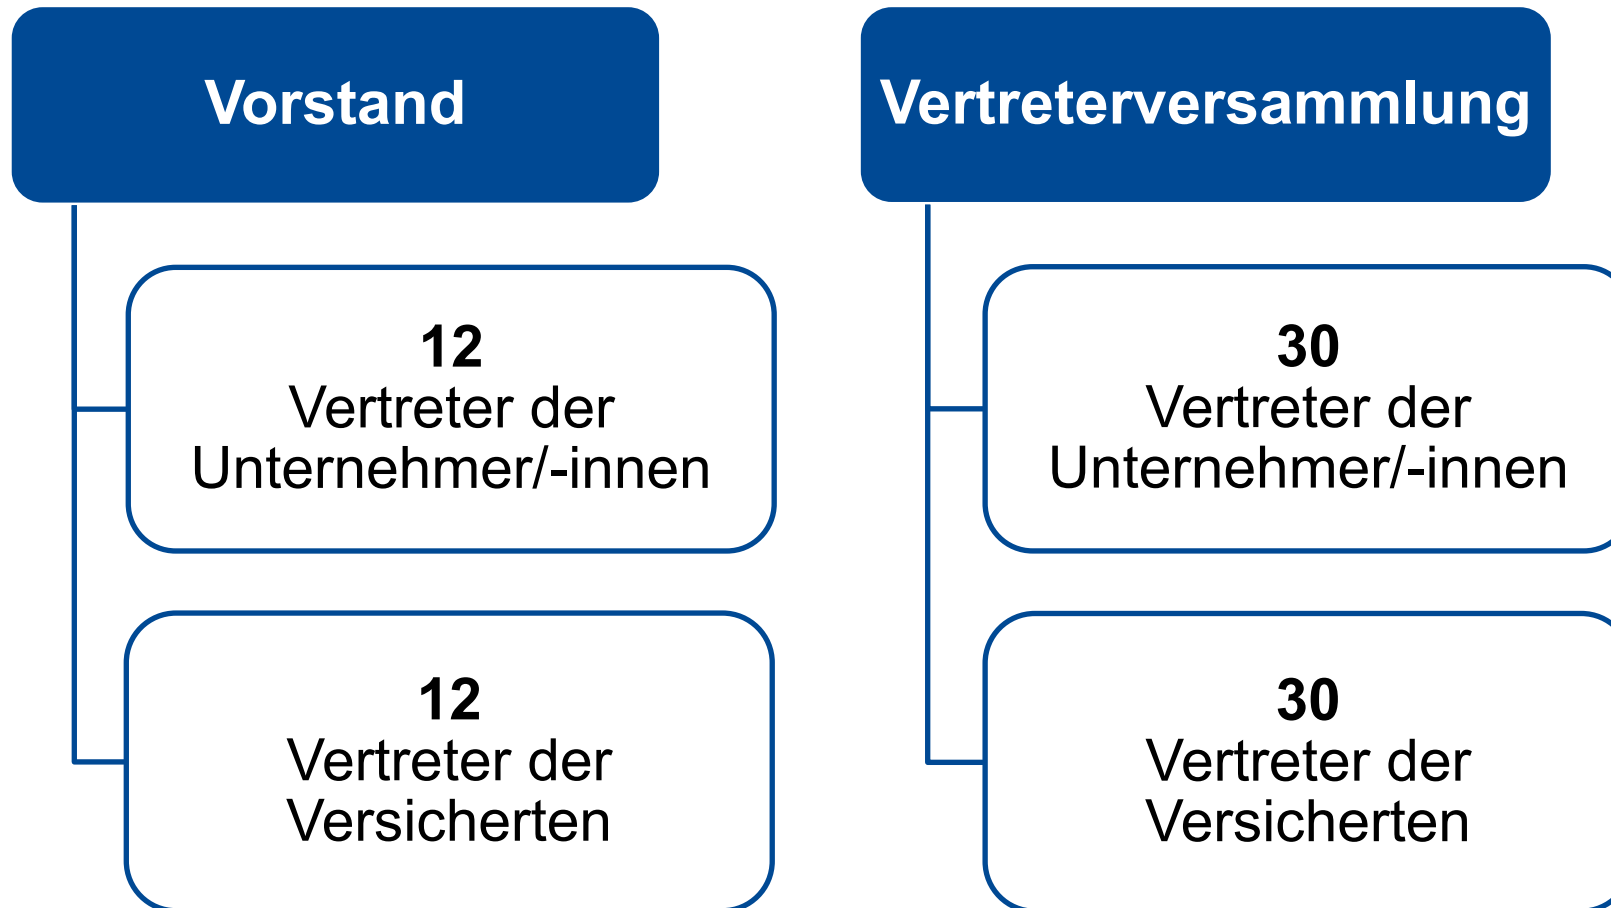 Vorstand
12
Vertreter der
Unternehmer/-innen
12
Vertreter der
Versicherten
Vertreterversammlung
30
Vertreter der
Unternehmer/-innen
30
Vertreter der
Versicherten